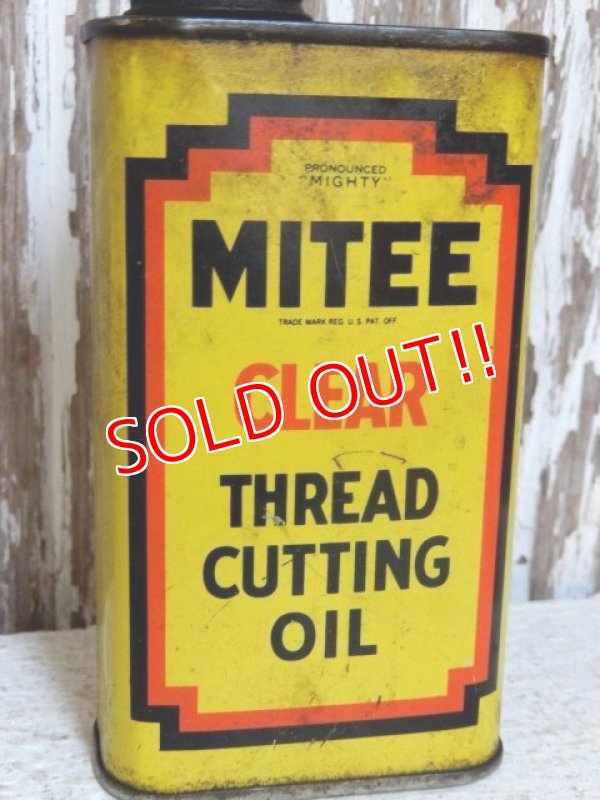 PRONOUNCED
"MIGHTY"
MITEE
TRADE MARK REG. U.S. PAT. OFF.
CLEAR
SOLD OUT!!
THREAD
CUTTING
OIL